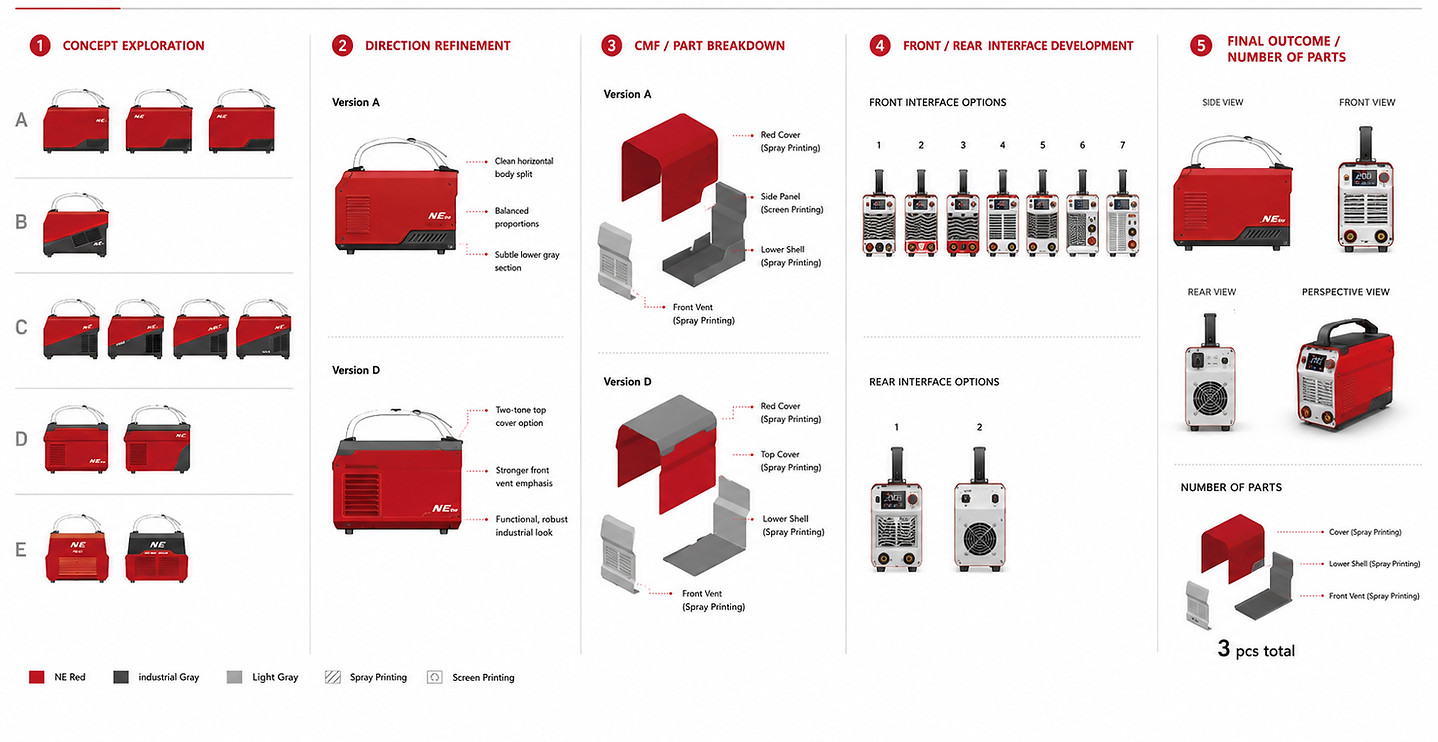 1 CONCEPT EXPLORATION
A
B
C
D
E
2 DIRECTION REFINEMENT
Version A
Clean horizontal
body split
Balanced
proportions
Subtle lower gray
section
NE
Version D
Two-tone top
cover option
Stronger front
vent emphasis
Functional, robust
industrial look
NE
3 CMF / PART BREAKDOWN
Version A
Red Cover
(Spray Printing)
Side Panel
(Screen Printing)
Lower Shell
(Spray Printing)
Front Vent
(Spray Printing)
Version D
Red Cover
(Spray Printing)
Top Cover
(Spray Printing)
Lower Shell
(Spray Printing)
Front Vent
(Spray Printing)
4 FRONT / REAR INTERFACE DEVELOPMENT
FRONT INTERFACE OPTIONS
1 2 3 4 5 6 7
REAR INTERFACE OPTIONS
1 2
5 FINAL OUTCOME /
NUMBER OF PARTS
SIDE VIEW FRONT VIEW
NE
REAR VIEW PERSPECTIVE VIEW
NUMBER OF PARTS
Cover (Spray Printing)
Lower Shell (Spray Printing)
Front Vent (Spray Printing)
3 pcs total
NE Red industrial Gray Light Gray Spray Printing Screen Printing